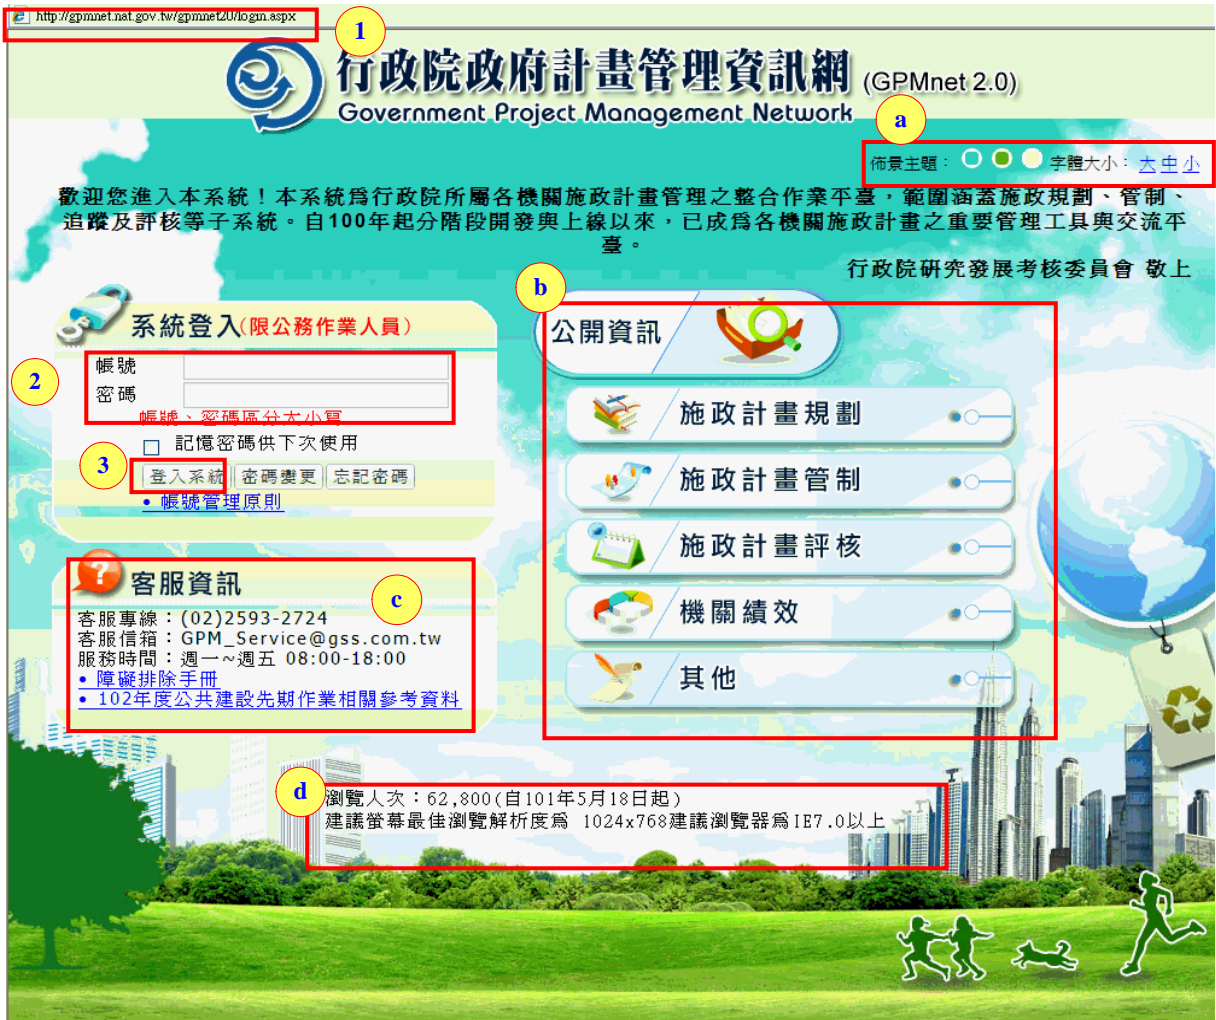 http://gpmnet.nat.gov.tw/gpmnet20/login.aspx
1
行政院政府計畫管理資訊網 (GPMnet 2.0)
Government Project Management Network
a
佈景主題： 字體大小： 大 中 小
歡迎您進入本系統！本系統為行政院所屬各機關施政計畫管理之整合作業平臺，範圍涵蓋施政規劃、管制、
追蹤及評核等子系統。自100年起分階段開發與上線以來，已成為各機關施政計畫之重要管理工具與交流平
臺。
行政院研究發展考核委員會 敬上
系統登入(限公務作業人員)
2
帳號
密碼
帳號、密碼區分大小寫
記憶密碼供下次使用
3
登入系統 密碼變更 忘記密碼
• 帳號管理原則
b
公開資訊
施政計畫規劃
施政計畫管制
施政計畫評核
機關績效
其他
客服資訊
c
客服專線：(02)2593-2724
客服信箱：GPM_Service@gss.com.tw
服務時間：週一~週五 08:00-18:00
• 障礙排除手冊
• 102年度公共建設先期作業相關參考資料
d
瀏覽人次：62,800(自101年5月18日起)
建議螢幕最佳瀏覽解析度為 1024x768建議瀏覽器為IE7.0以上